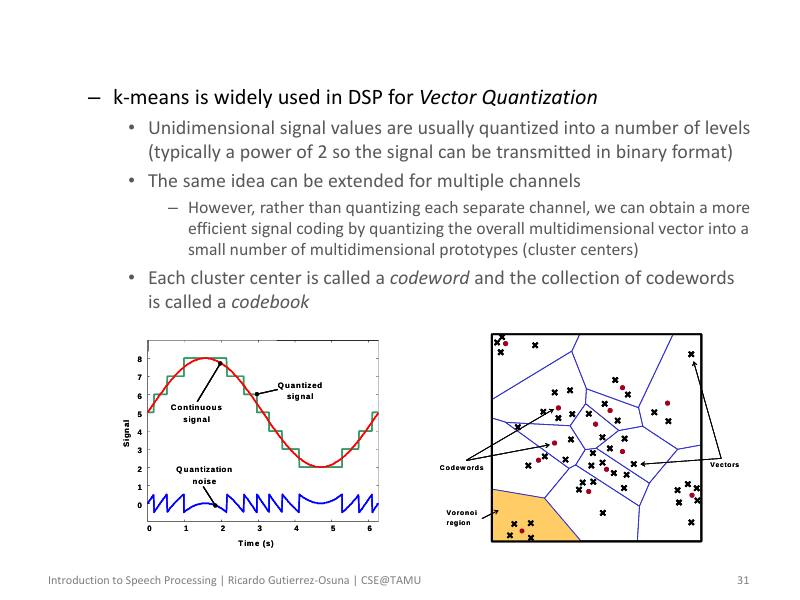 – k-means is widely used in DSP for Vector Quantization
• Unidimensional signal values are usually quantized into a number of levels
(typically a power of 2 so the signal can be transmitted in binary format)
• The same idea can be extended for multiple channels
– However, rather than quantizing each separate channel, we can obtain a more
efficient signal coding by quantizing the overall multidimensional vector into a
small number of multidimensional prototypes (cluster centers)
• Each cluster center is called a codeword and the collection of codewords
is called a codebook
8
7
6
5
4
3
2
1
0
Signal
Continuous
signal
Quantized
signal
Quantization
noise
0 1 2 3 4 5 6
Time (s)
Codewords
Vectors
Voronoi
region
Introduction to Speech Processing | Ricardo Gutierrez-Osuna | CSE@TAMU
31